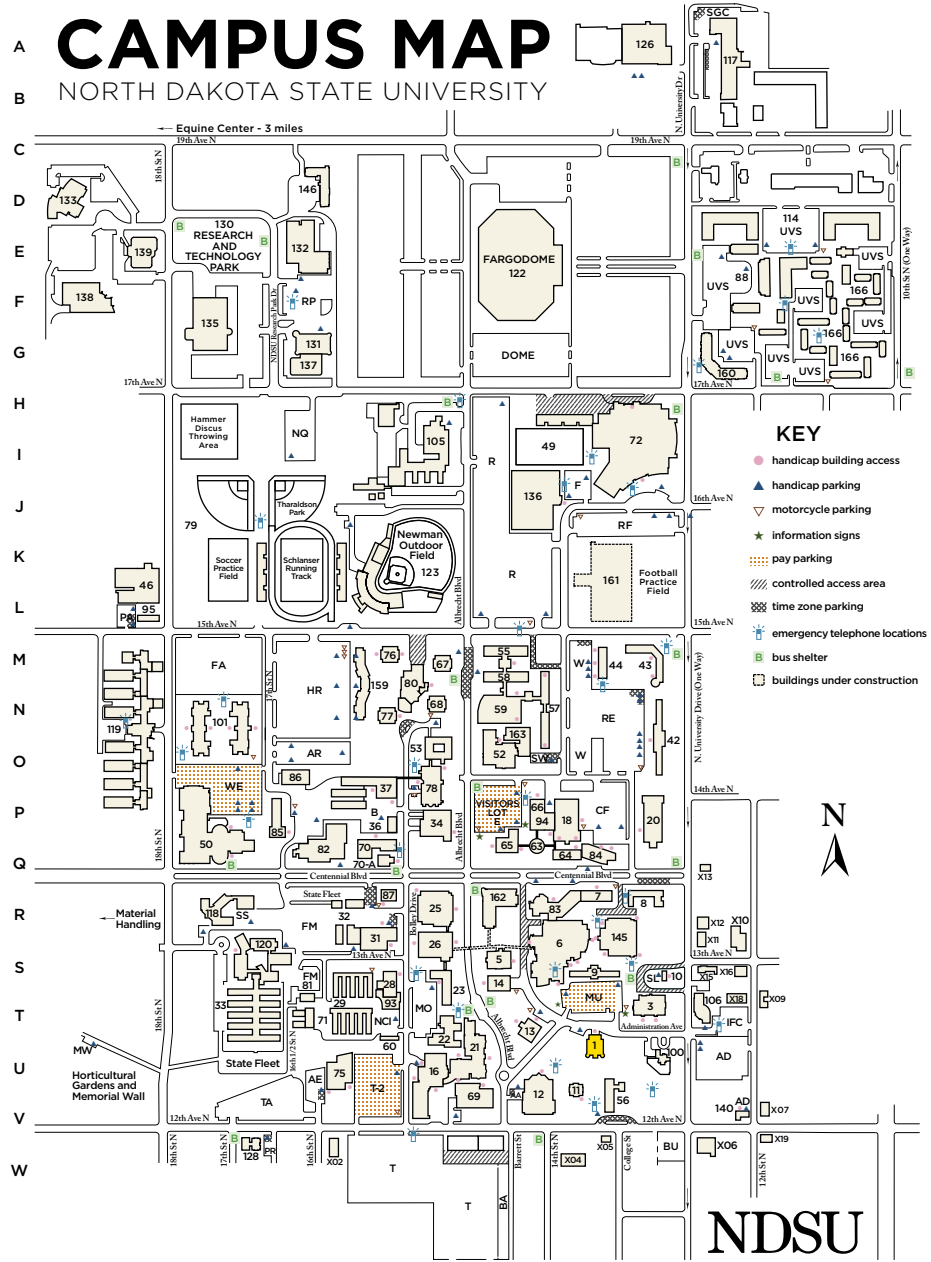 CAMPUS MAP
NORTH DAKOTA STATE UNIVERSITY
A
B
C
D
E
F
G
H
I
J
K
L
M
N
O
P
Q
R
S
T
U
V
W
126
SGC
117
N. University Dr
Equine Center - 3 miles
19th Ave N
19th Ave N
18th St N
B
133
146
139
138
B
130
RESEARCH
AND
TECHNOLOGY
PARK
B
132
RP
135
NDSU Research Park Dr
131
137
FARGODOME
122
DOME
114
UVS
B
UVS
88
UVS
166
UVS
UVS
166
UVS
166
UVS
UVS
UVS
160
B
B
10th St N (One Way)
17th Ave N
17th Ave N
Hammer
Discus
Throwing
Area
NQ
B
105
R
49
72
B
136
F
16th Ave N
RF
79
Tharaldson
Park
Soccer
Practice
Field
Schlanser
Running
Track
Newman
Outdoor
Field
123
Albrecht Blvd
R
161
Football
Practice
Field
46
95
PA
15th Ave N
15th Ave N
KEY
handicap building access
handicap parking
motorcycle parking
information signs
pay parking
controlled access area
time zone parking
emergency telephone locations
B
bus shelter
buildings under construction
FA
17th St N
HR
76
159
80
67
B
68
77
55
58
59
57
163
52
SW
W
44
43
B
RE
W
42
N. University Drive (One Way)
119
101
AR
53
86
37
78
WE
B
36
34
85
50
B
82
70
70-A
B
Albrecht Blvd
18th St N
B
VISITORS
LOT
E
66
94
18
CF
65
63
64
84
20
B
14th Ave N
N
Centennial Blvd
Centennial Blvd
X13
Material
Handling
118
SS
State Fleet
87
32
FM
31
13th Ave N
Bolley Drive
25
26
B
162
5
83
7
8
6
145
9
B
SL
10
X12
X11
X10
13th Ave N
X15
X16
120
33
FM
81
29
28
93
71
NCI
60
23
MO
B
14
B
MU
3
Administration Ave
106
X18
X09
IFC
18th St N
16th 1/2 St N
22
21
Albrecht Blvd
13
1
100
AD
MW
Horticultural
Gardens and
Memorial Wall
State Fleet
TA
AE
75
T-2
16
69
AA
12
11
56
AD
140
X07
12th Ave N
12th Ave N
18th St N
17th St N
B
128
PR
16th St N
X02
T
T
BA
Barrett St
B
14th St N
X04
X05
College St
BU
X06
12th St N
X19
NDSU